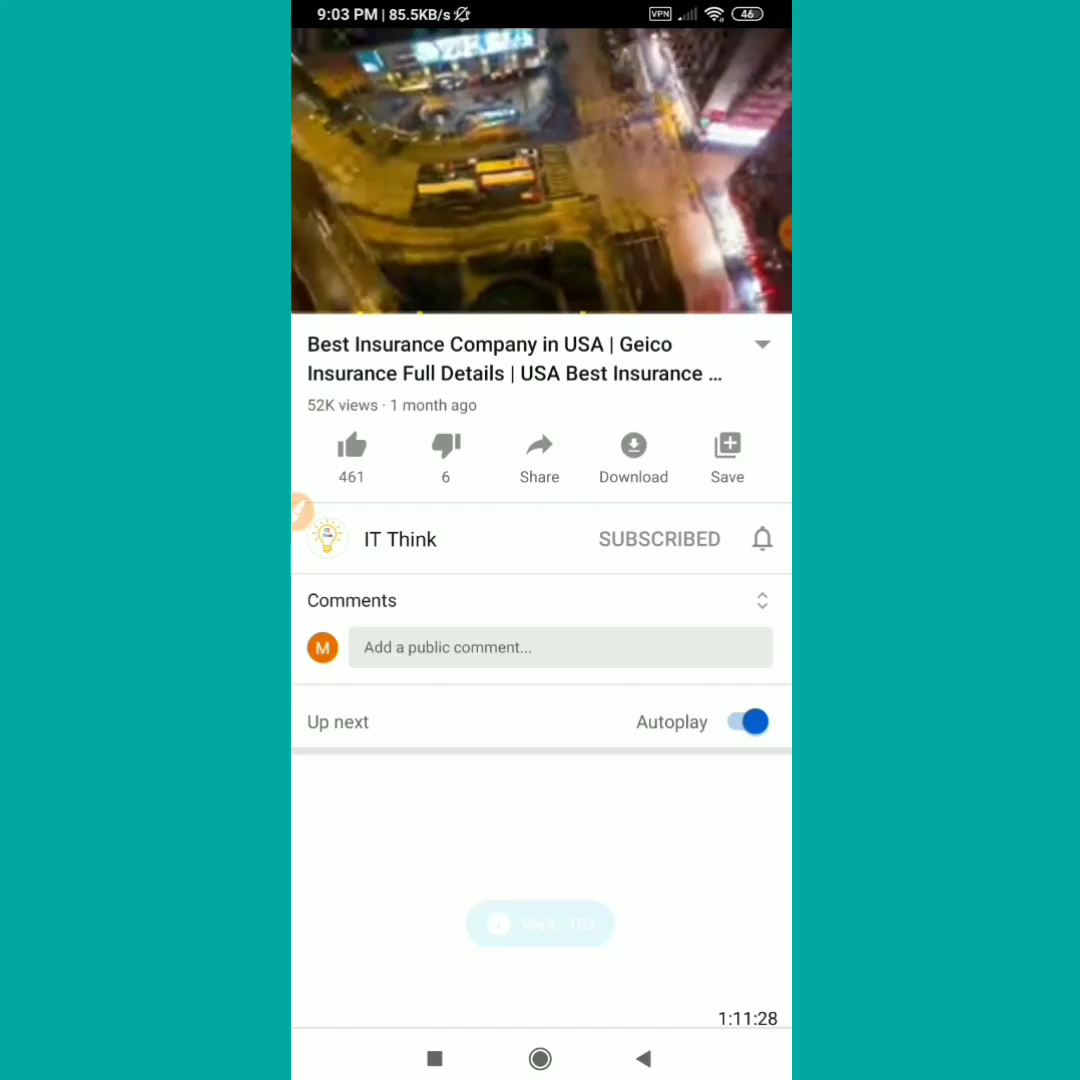 9:03 PM | 85.5KB/s VPN 46
Best Insurance Company in USA | Geico
Insurance Full Details | USA Best Insurance ...
52K views · 1 month ago
461 6 Share Download Save
IT Think
IT Think SUBSCRIBED
Comments
M Add a public comment...
Up next Autoplay
1:11:28